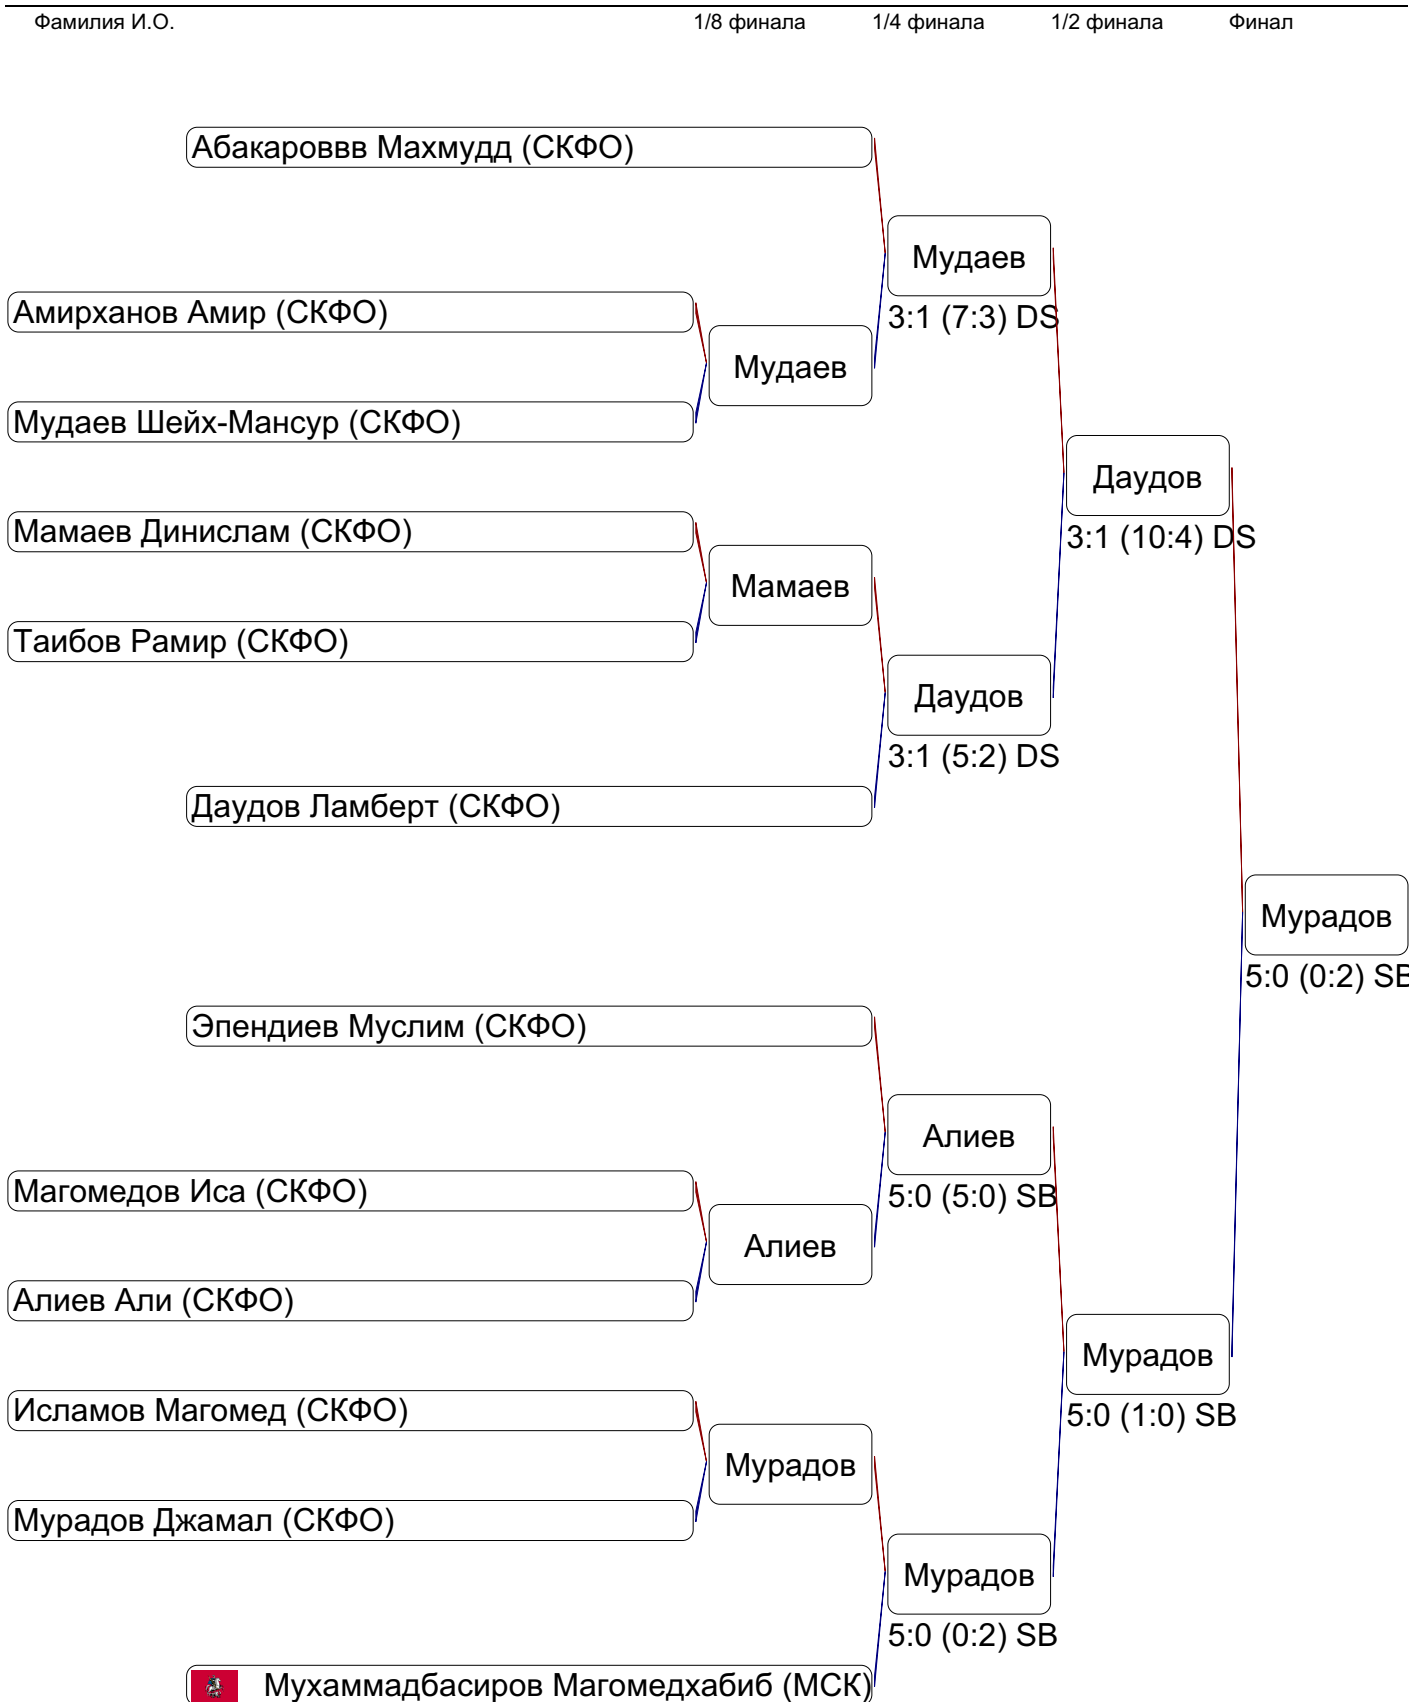 Фамилия И.О. 1/8 финала 1/4 финала 1/2 финала Финал
Абакароввв Махмудд (СКФО)
Мудаев
Амирханов Амир (СКФО)
3:1 (7:3) DS
Мудаев
Мудаев Шейх-Мансур (СКФО)
Даудов
Мамаев Динислам (СКФО)
3:1 (10:4) DS
Мамаев
Таибов Рамир (СКФО)
Даудов
3:1 (5:2) DS
Даудов Ламберт (СКФО)
Мурадов
5:0 (0:2) SB
Эпендиев Муслим (СКФО)
Алиев
Магомедов Иса (СКФО)
5:0 (5:0) SB
Алиев
Алиев Али (СКФО)
Мурадов
Исламов Магомед (СКФО)
5:0 (1:0) SB
Мурадов
Мурадов Джамал (СКФО)
Мурадов
5:0 (0:2) SB
Мухаммадбасиров Магомедхабиб (МСК)